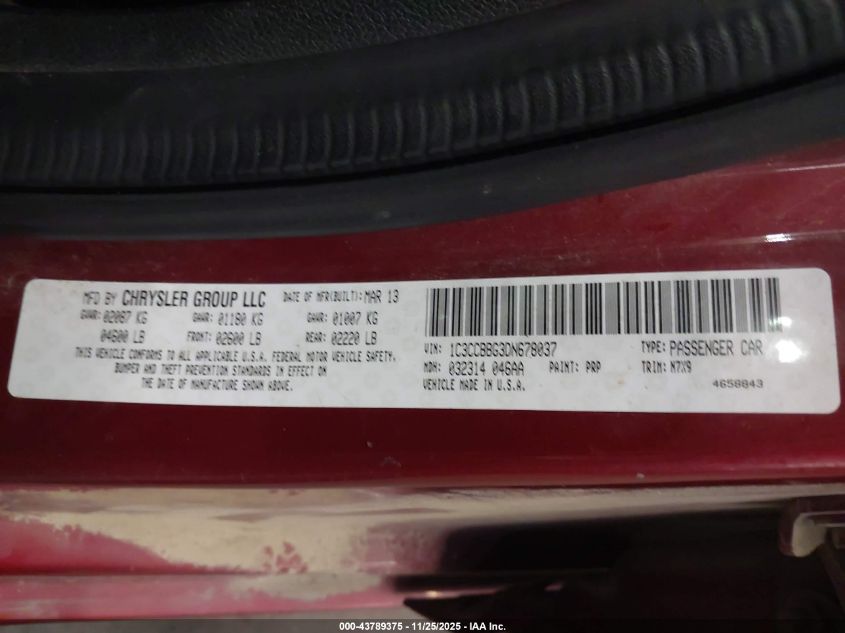 MFD BY CHRYSLER GROUP LLC DATE OF MFR(BUILT): MAR 13
GVWR: 02087 KG GAWR: 01180 KG GAWR: 01007 KG
04600 LB FRONT: 02600 LB REAR: 02220 LB
THIS VEHICLE CONFORMS TO ALL APPLICABLE U.S.A. FEDERAL MOTOR VEHICLE SAFETY,
BUMPER AND THEFT PREVENTION STANDARDS IN EFFECT ON
THE DATE OF MANUFACTURE SHOWN ABOVE.
VIN: 1C3CCBBG3DN678037 TYPE: PASSENGER CAR
MDH: 032314 046AA PAINT: PRP TRIM: N7X9
VEHICLE MADE IN U.S.A. 4658843
000-43789375 - 11/25/2025 - IAA Inc.